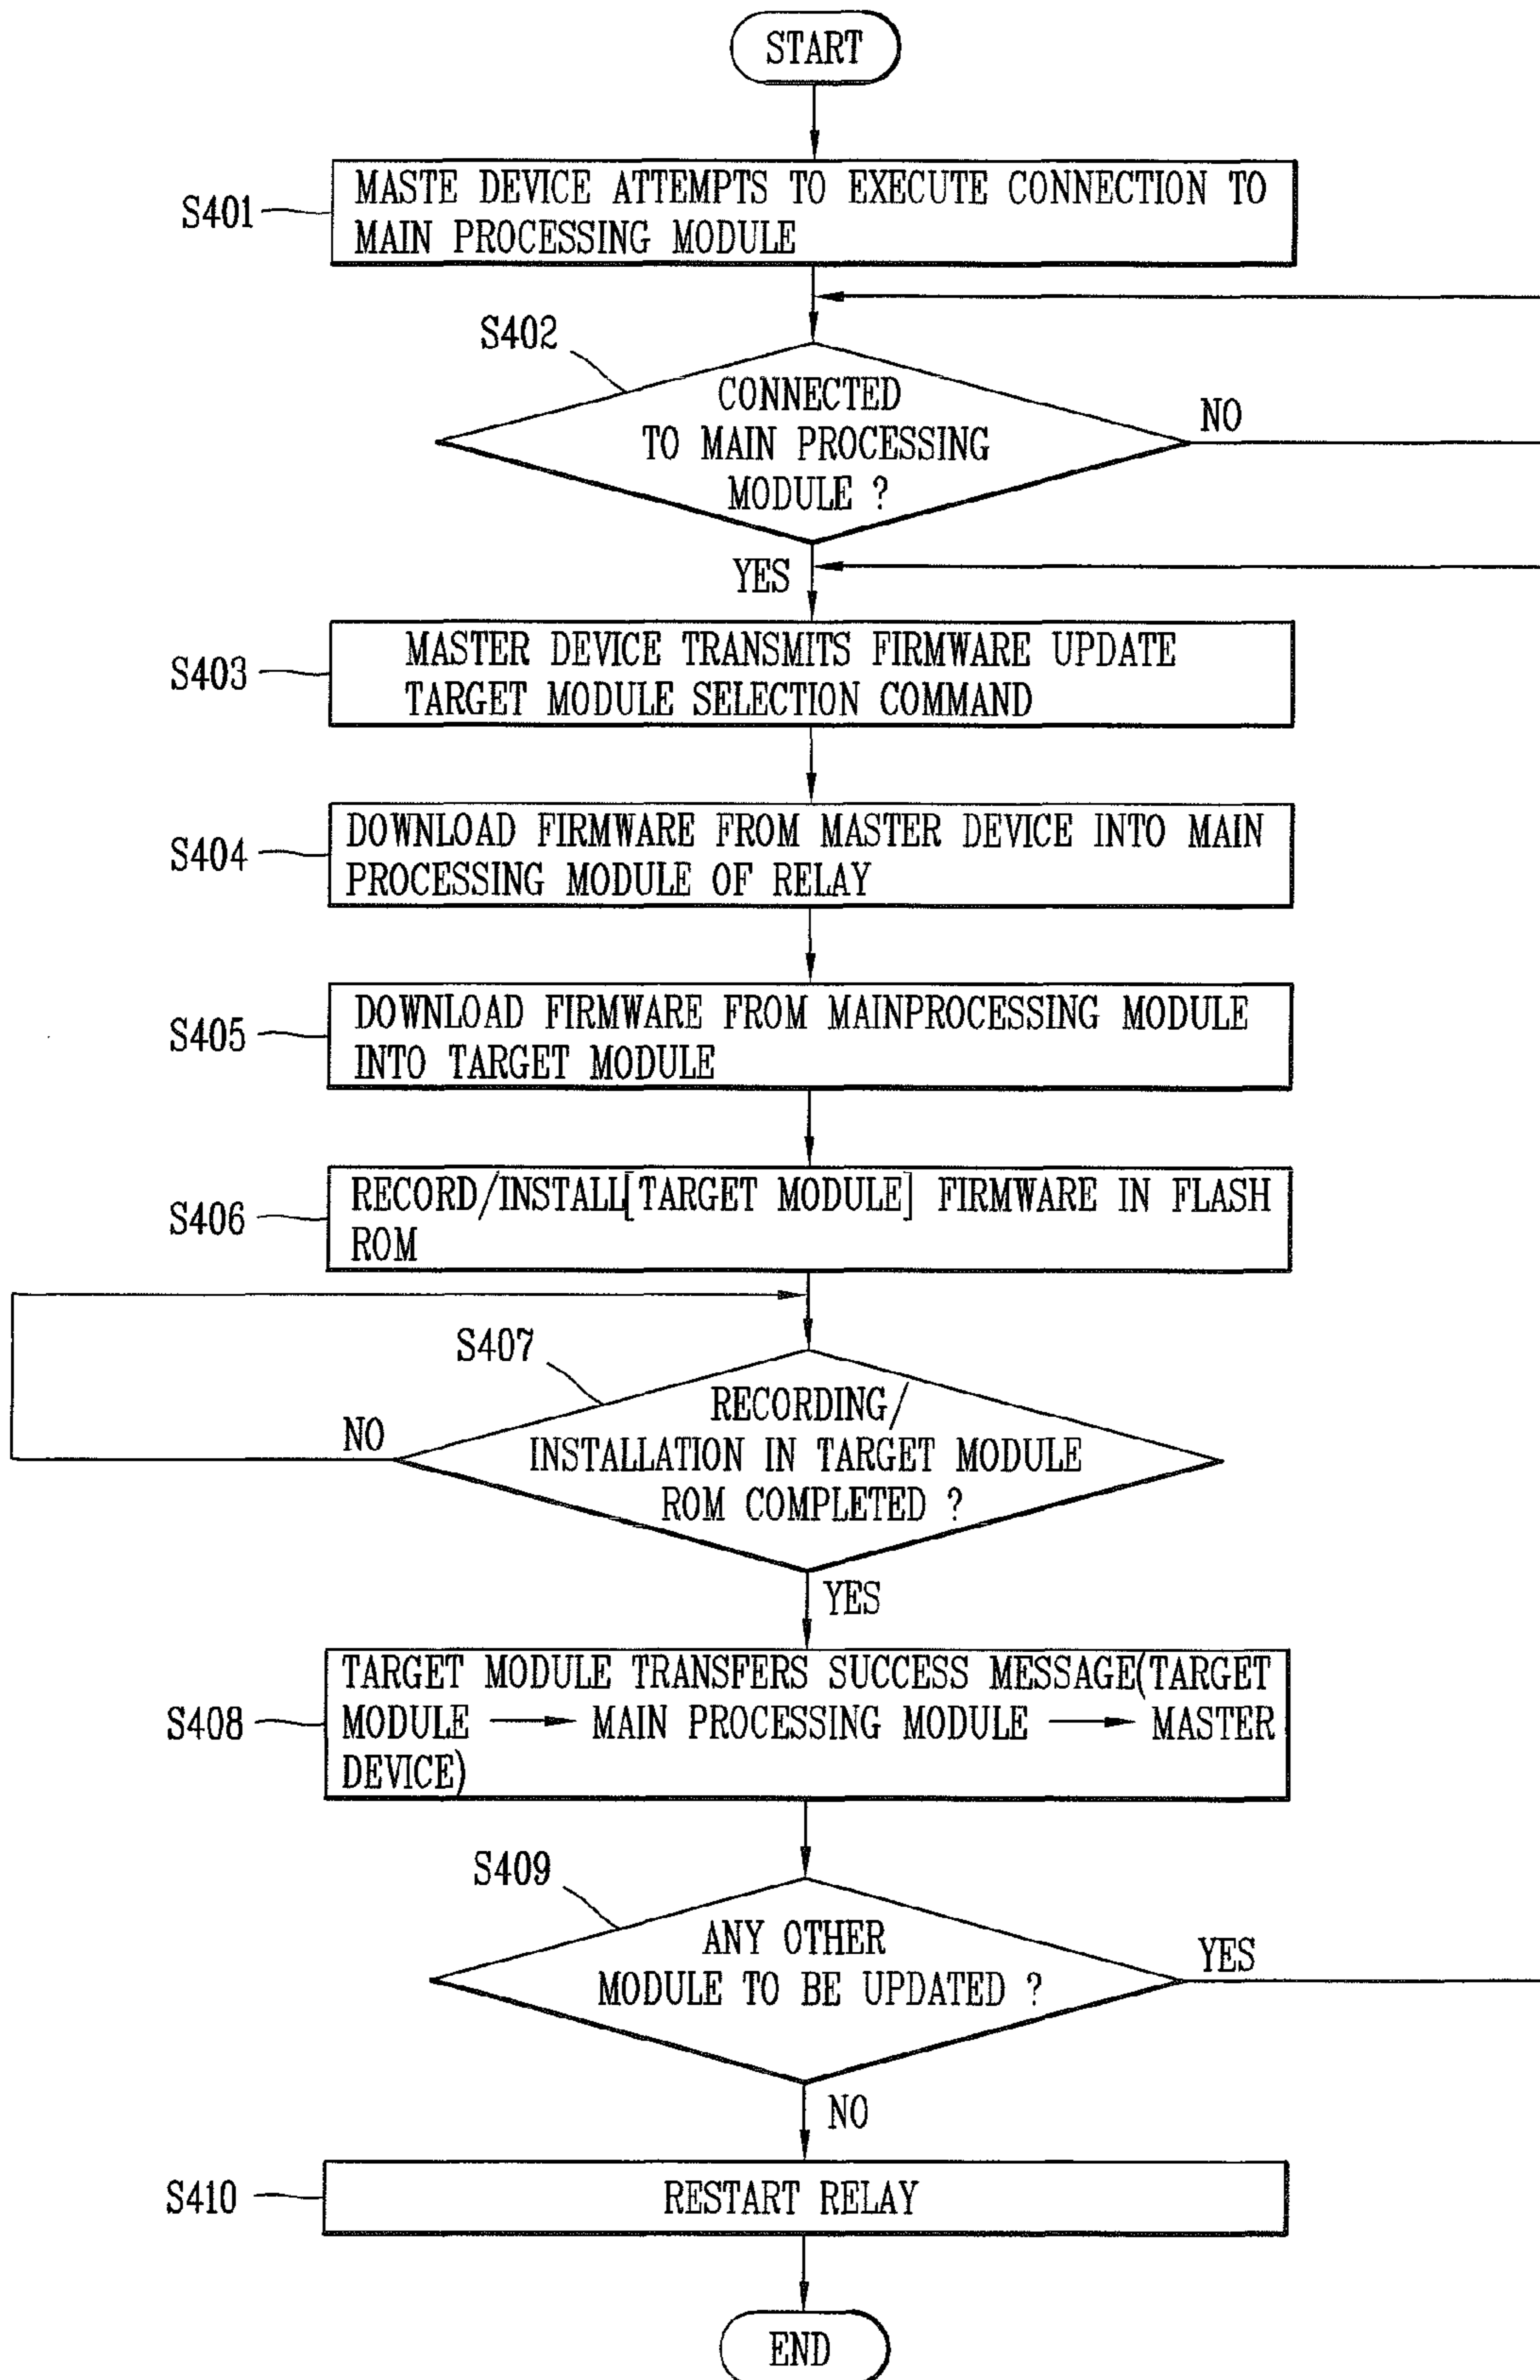 START
S401
MASTE DEVICE ATTEMPTS TO EXECUTE CONNECTION TO
MAIN PROCESSING MODULE
S402
CONNECTED
TO MAIN PROCESSING
MODULE ?
NO
YES
S403
MASTER DEVICE TRANSMITS FIRMWARE UPDATE
TARGET MODULE SELECTION COMMAND
S404
DOWNLOAD FIRMWARE FROM MASTER DEVICE INTO MAIN
PROCESSING MODULE OF RELAY
S405
DOWNLOAD FIRMWARE FROM MAINPROCESSING MODULE
INTO TARGET MODULE
S406
RECORD/INSTALL[TARGET MODULE] FIRMWARE IN FLASH
ROM
S407
RECORDING/
INSTALLATION IN TARGET MODULE
ROM COMPLETED ?
NO
YES
S408
TARGET MODULE TRANSFERS SUCCESS MESSAGE(TARGET
MODULE → MAIN PROCESSING MODULE → MASTER
DEVICE)
S409
ANY OTHER
MODULE TO BE UPDATED ?
YES
NO
S410
RESTART RELAY
END